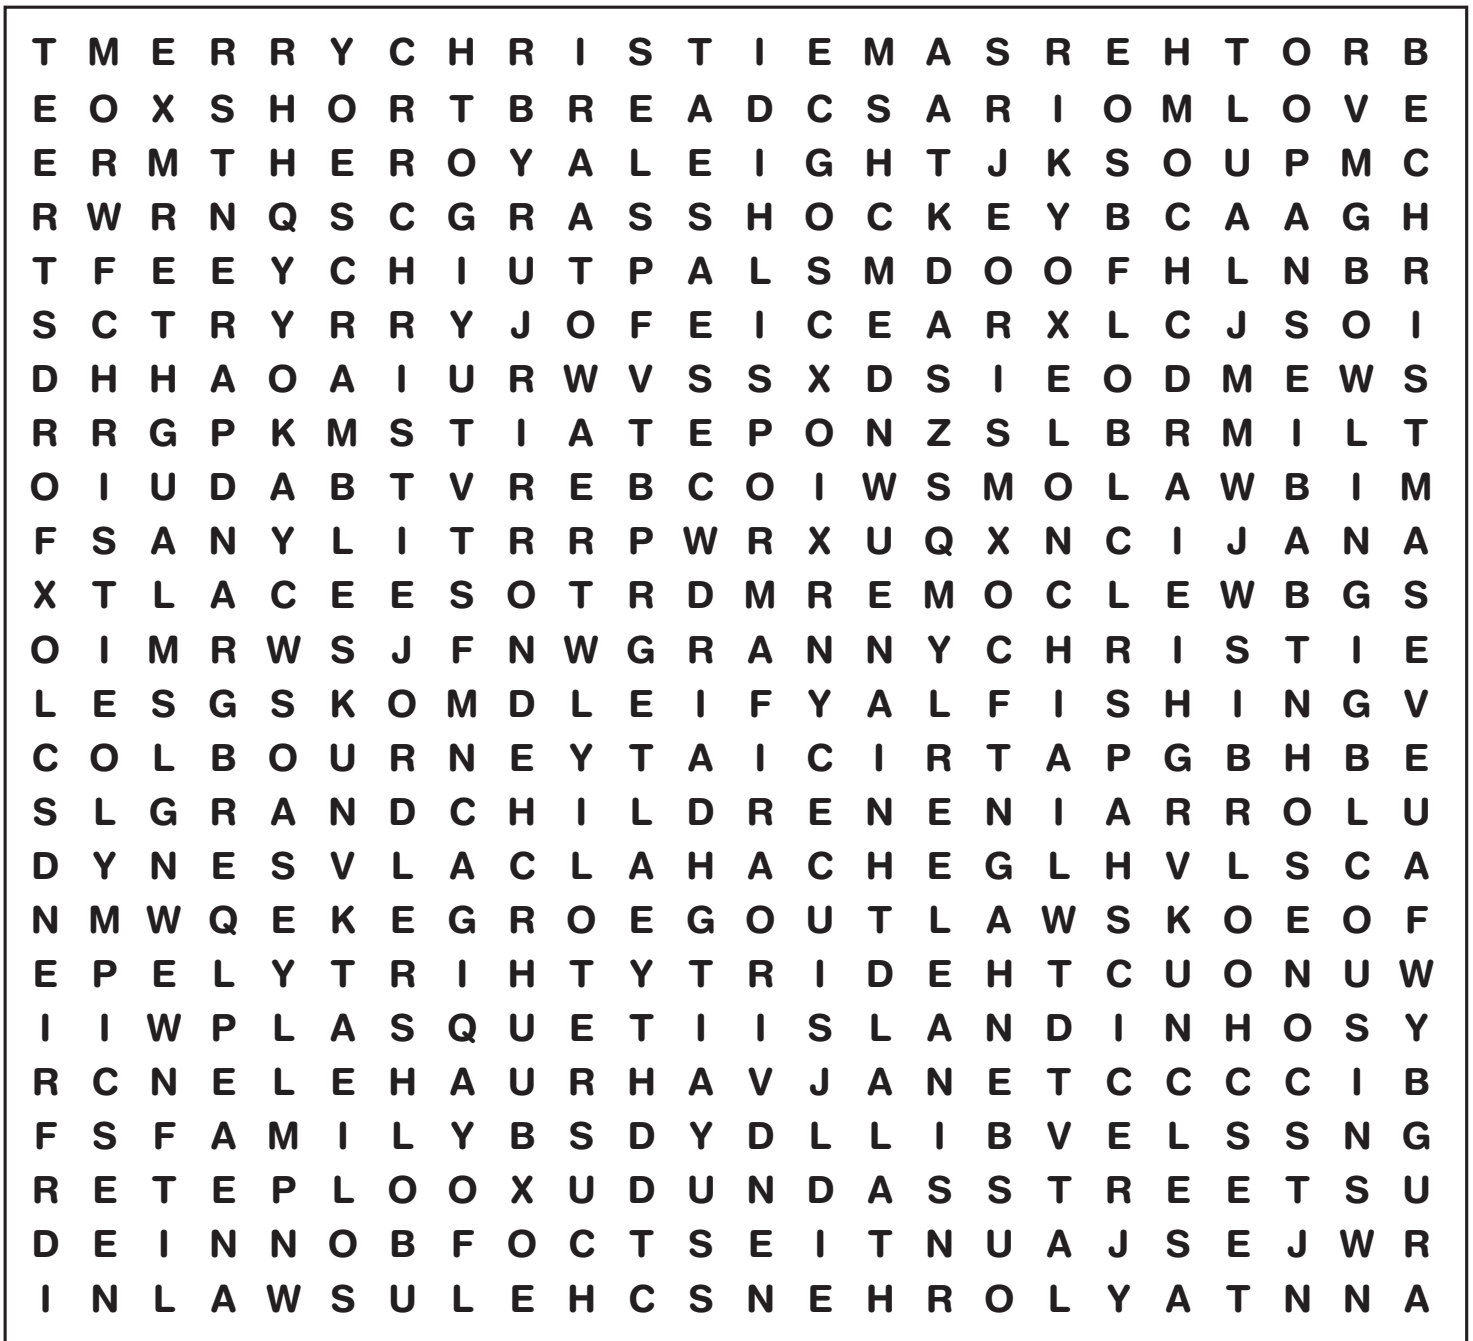 T M E R R Y C H R I S T I E M A S R E H T O R B
E O X S H O R T B R E A D C S A R I O M L O V E
E R M T H E R O Y A L E I G H T J K S O U P M C
R W R N Q S C G R A S S H O C K E Y B C A A G H
T F E E Y C H I U T P A L S M D O O F H L N B R
S C T R Y R R Y J O F E I C E A R X L C J S O I
D H H A O A I U R W V S S X D S I E O D M E W S
R R G P K M S T I A T E P O N Z S L B R M I L T
O I U D A B T V R E B C O I W S M O L A W B I M
F S A N Y L I T R R P W R X U Q X N C I J A N A
X T L A C E E S O T R D M R E M O C L E W B G S
O I M R W S J F N W G R A N N Y C H R I S T I E
L E S G S K O M D L E I F Y A L F I S H I N G V
C O L B O U R N E Y T A I C I R T A P G B H B E
S L G R A N D C H I L D R E N E N I A R R O L U
D Y N E S V L A C L A H A C H E G L H V L S C A
N M W Q E K E G R O E G O U T L A W S K O E O F
E P E L Y T R I H T Y T R I D E H T C U O N U W
I I W P L A S Q U E T I I S L A N D I N H O S Y
R C N E L E H A U R H A V J A N E T C C C C I B
F S F A M I L Y B S D Y D L L I B V E L S S N G
R E T E P L O O X U D U N D A S S T R E E T S U
D E I N N O B F O C T S E I T N U A J S E J W R
I N L A W S U L E H C S N E H R O L Y A T N N A